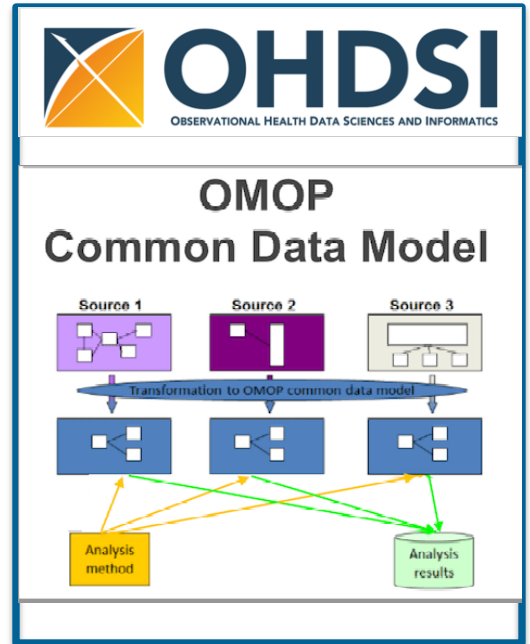 OHDSI
OBSERVATIONAL HEALTH DATA SCIENCES AND INFORMATICS
OMOP
Common Data Model
Source 1 Source 2 Source 3
Transformation to OMOP common data model
Analysis
method
Analysis
results